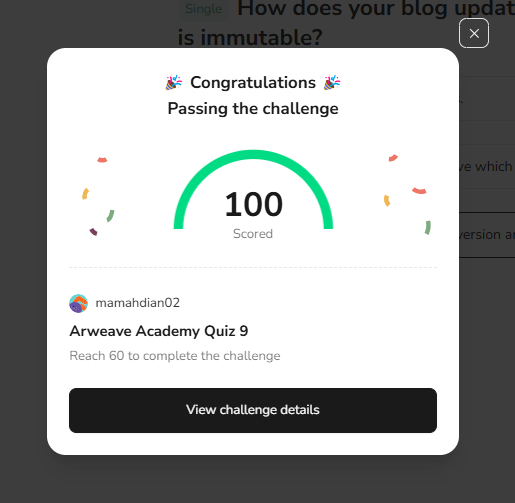 Single How does your blog updat
is immutable?
Congratulations
Passing the challenge
ve which
100
Scored
version a
mamahdian02
Arweave Academy Quiz 9
Reach 60 to complete the challenge
View challenge details